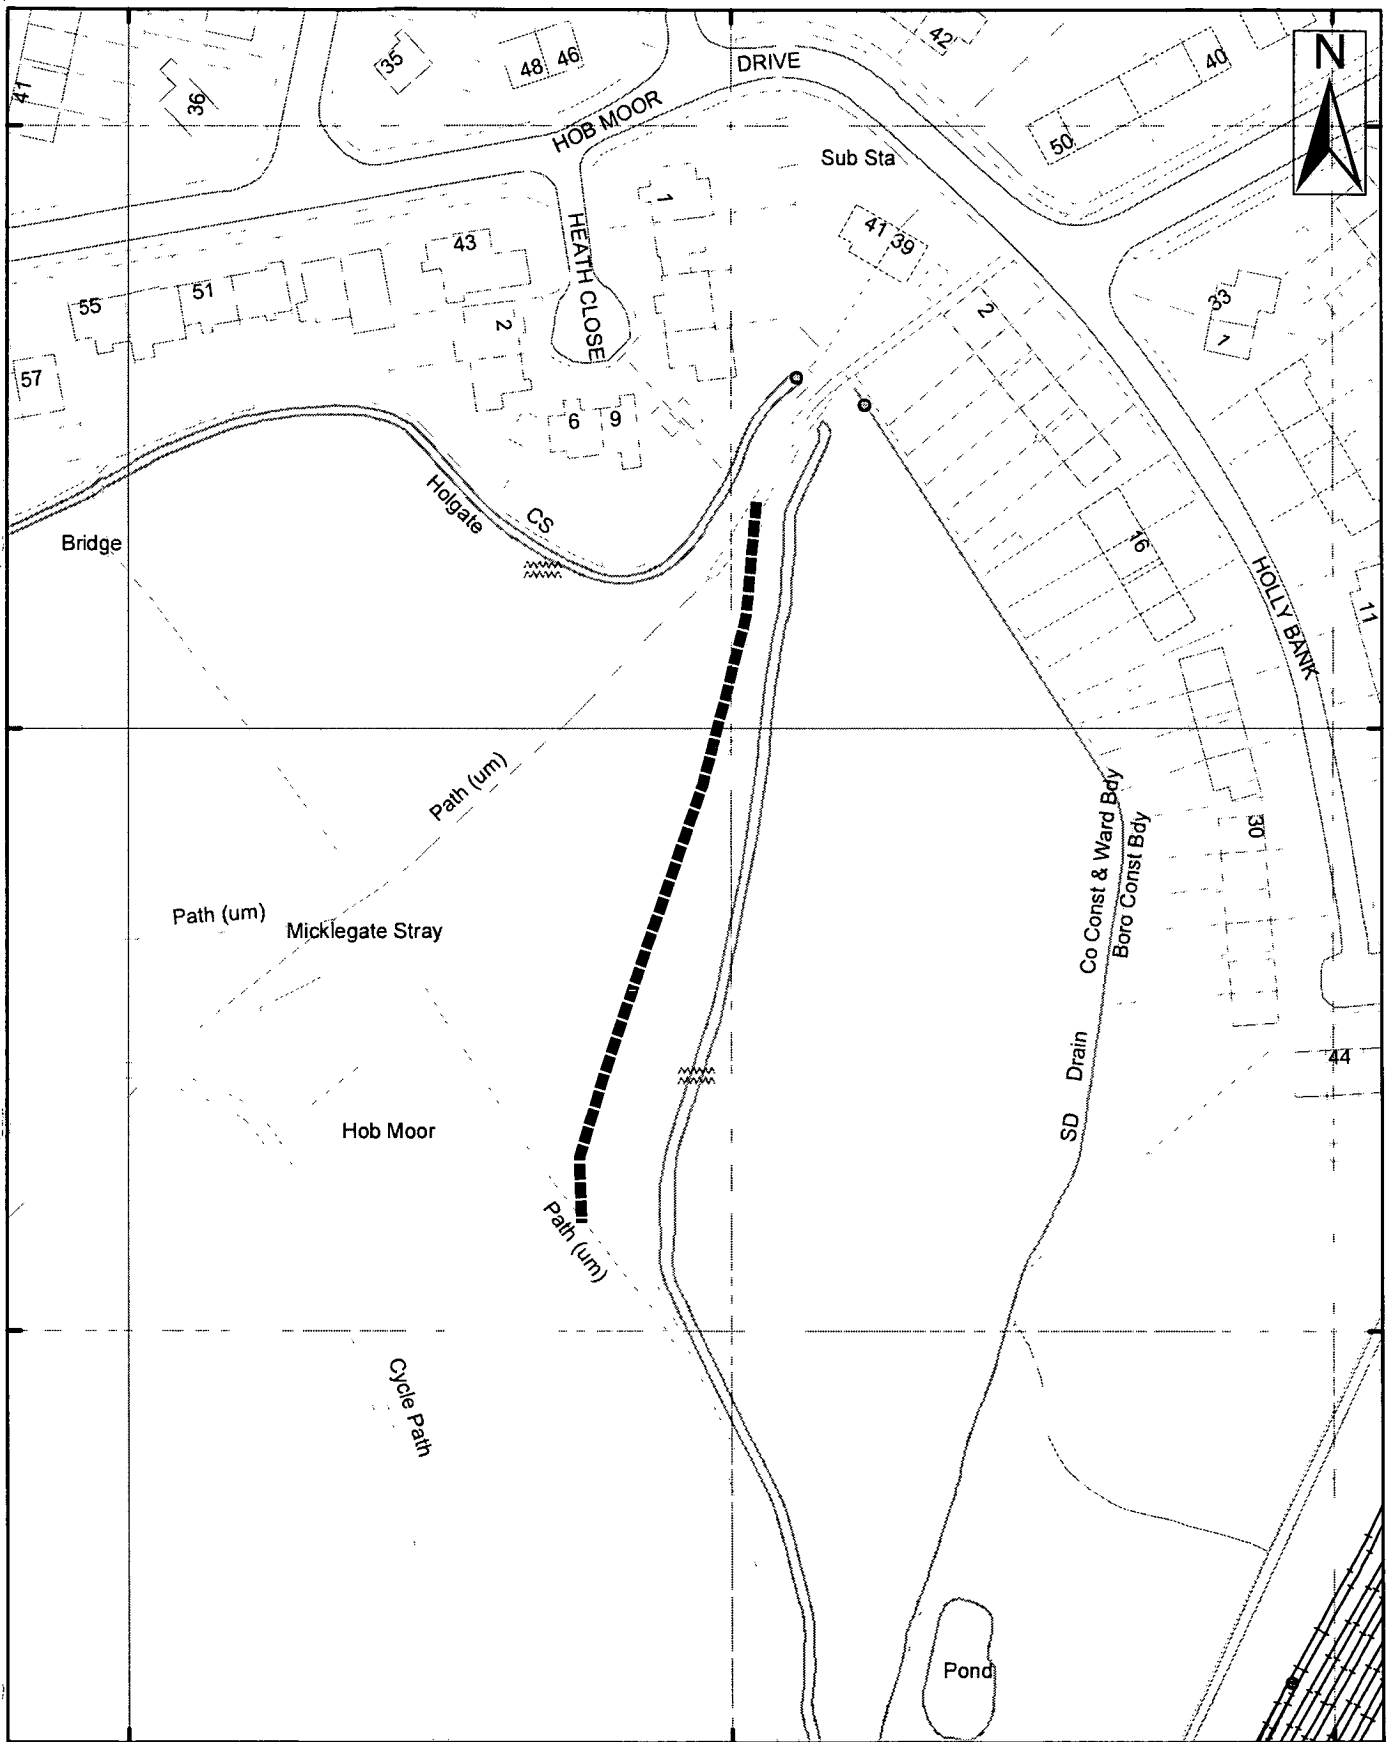 N
42
40
DRIVE
46
48
35
41
36
HOB MOOR
50
Sub Sta
1
HEATH CLOSE
43
41
39
51
55
2
2
33
7
57
6
9
Holgate
CS
Bridge
16
HOLLY BANK
11
Path (um)
Co Const & Ward Bdy
Boro Const Bdy
30
Path (um)
Micklegate Stray
Drain
SD
44
Hob Moor
Path (um)
Cycle Path
Pond